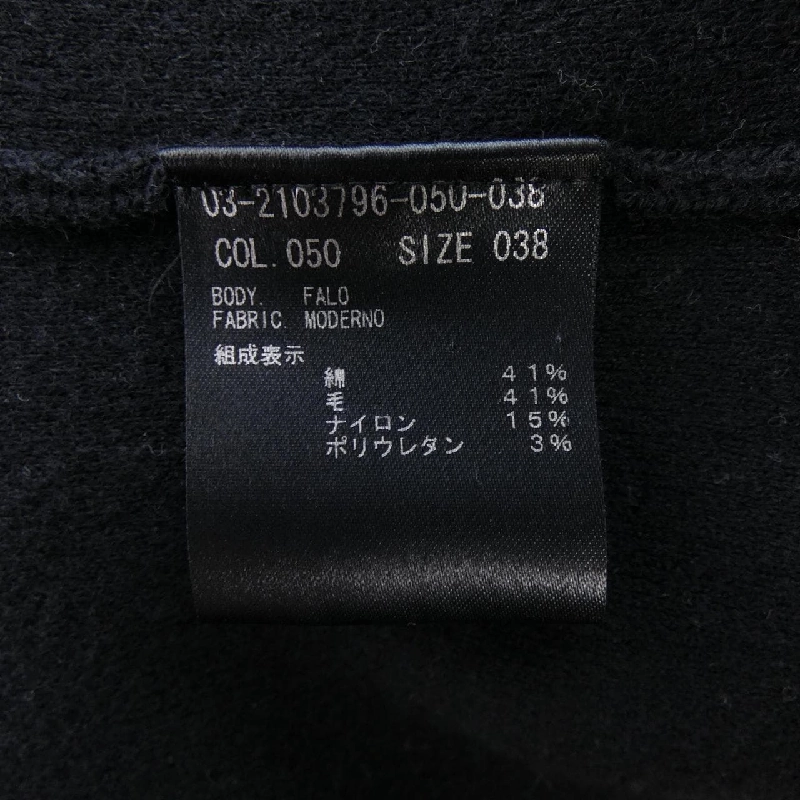 03-2103796-050-038
COL. 050 SIZE 038
BODY. FALO
FABRIC. MODERNO
組成表示
綿 41%
毛 41%
ナイロン 15%
ポリウレタン 3%